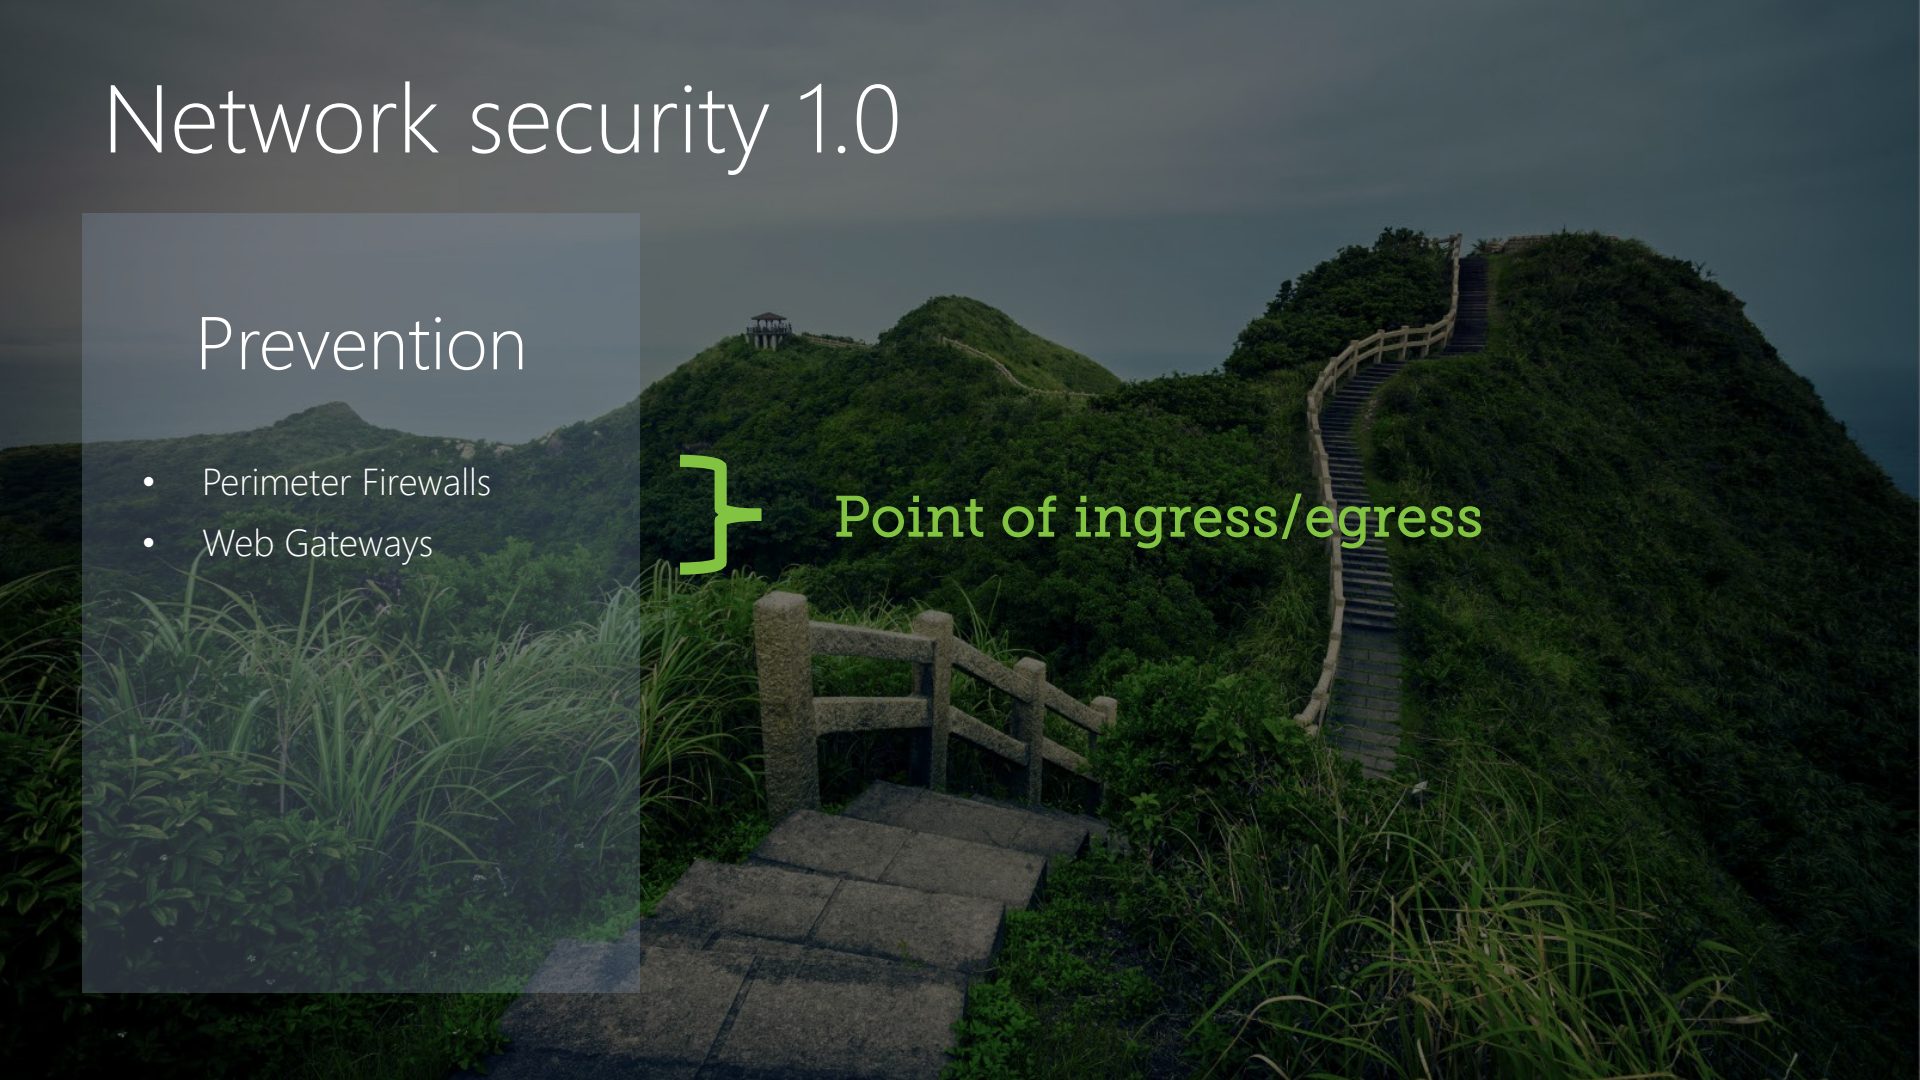 Network security 1.0
Prevention
• Perimeter Firewalls
• Web Gateways
Point of ingress/egress